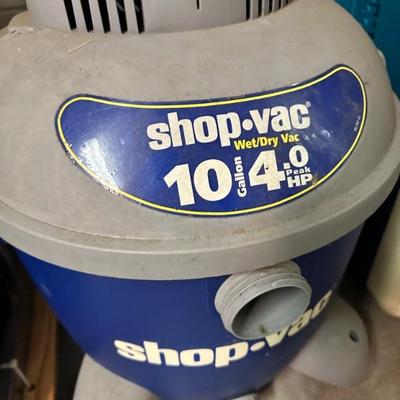 shop·vac®
Wet/Dry Vac
10 Gallon 4.0 Peak HP
shop·vac